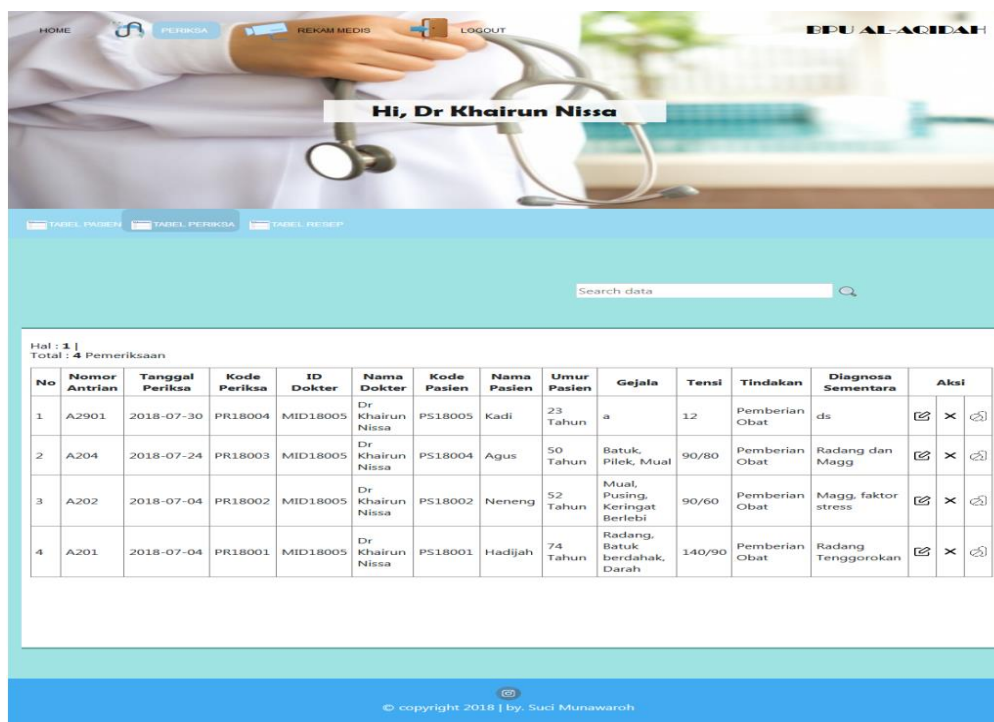 HOME PERIKSA REKAM MEDIS LOGOUT BPU AL-AQIDAH
Hi, Dr Khairun Nissa
TABEL PASIEN TABEL PERIKSA TABEL RESEP
Search data
Hal : 1 |
Total : 4 Pemeriksaan
No Nomor Antrian Tanggal Periksa Kode Periksa ID Dokter Nama Dokter Kode Pasien Nama Pasien Umur Pasien Gejala Tensi Tindakan Diagnosa Sementara Aksi
1 A2901 2018-07-30 PR18004 MID18005 Dr Khairun Nissa PS18005 Kadi 23 Tahun a 12 Pemberian Obat ds
2 A204 2018-07-24 PR18003 MID18005 Dr Khairun Nissa PS18004 Agus 50 Tahun Batuk, Pilek, Mual 90/80 Pemberian Obat Radang dan Magg
3 A202 2018-07-04 PR18002 MID18005 Dr Khairun Nissa PS18002 Neneng 52 Tahun Mual, Pusing, Keringat Berlebi 90/60 Pemberian Obat Magg, faktor stress
4 A201 2018-07-04 PR18001 MID18005 Dr Khairun Nissa PS18001 Hadijah 74 Tahun Radang, Batuk berdahak, Darah 140/90 Pemberian Obat Radang Tenggorokan
© copyright 2018 | by. Suci Munawaroh